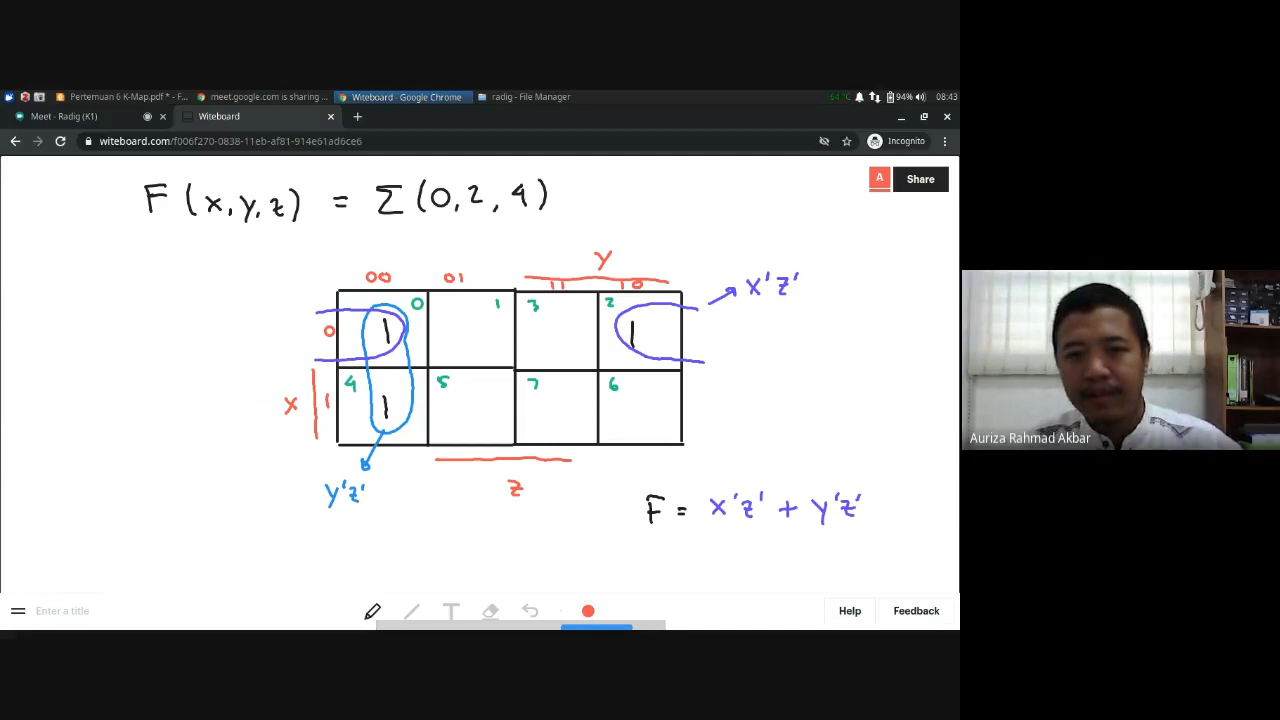 Pertemuan 6 K-Map.pdf * - F... meet.google.com is sharing ... Witeboard - Google Chrome radig - File Manager 64°C 94% 08:43
Meet - Radig (K1) Witeboard
witeboard.com/f006f270-0838-11eb-af81-914e61ad6ce6 Incognito
A Share
F (x, y, z) = Σ (0, 2, 4)
Y
00 01 11 10
x'z'
0 1 0 1 3 2 1
X 1 4 1 5 7 6
y'z' z
F = x'z' + y'z'
Auriza Rahmad Akbar
Enter a title T Help Feedback